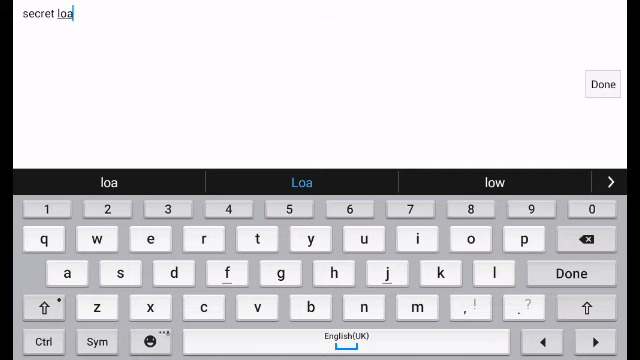 secret loa
Done
loa Loa low
1 2 3 4 5 6 7 8 9 0
q w e r t y u i o p
a s d f g h j k l Done
z x c v b n m , ! . ?
Ctrl Sym English(UK)